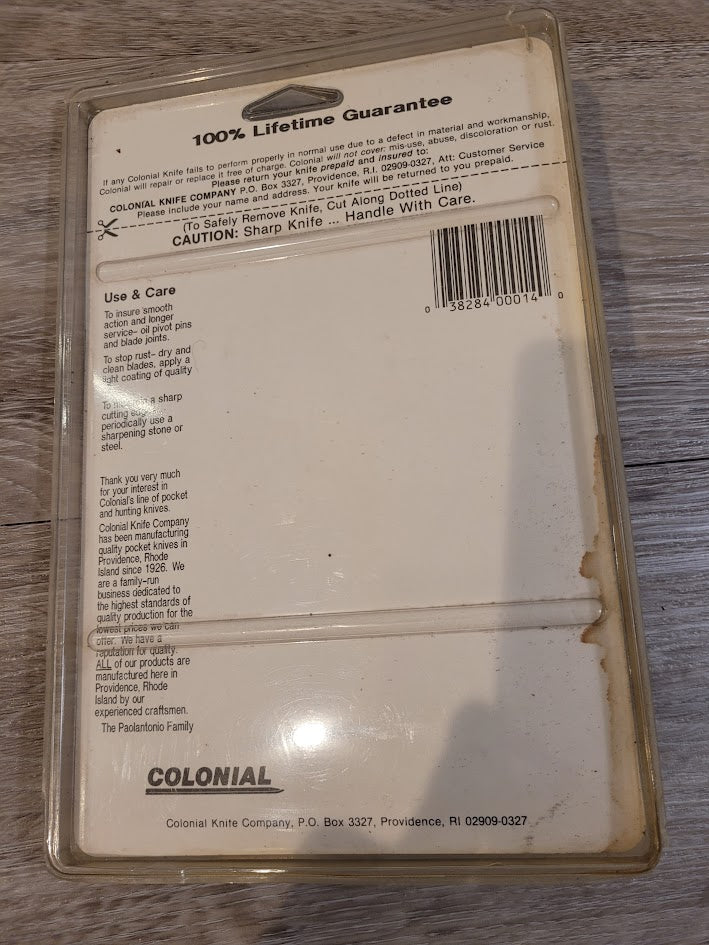 100% Lifetime Guarantee
If any Colonial Knife fails to perform properly in normal use due to a defect in material and workmanship,
Colonial will repair or replace it free of charge. Colonial will not cover: mis-use, abuse, discoloration or rust.
Please return your knife prepaid and insured to:
COLONIAL KNIFE COMPANY P.O. Box 3327, Providence, R.I. 02909-0327, Att: Customer Service
Please include your name and address. Your knife will be returned to you prepaid.
(To Safely Remove Knife, Cut Along Dotted Line)
CAUTION: Sharp Knife ... Handle With Care.
0 38284 00014 0
Use & Care
To insure smooth
action and longer
service– oil pivot pins
and blade joints.
To stop rust– dry and
clean blades, apply a
light coating of quality
To a sharp
cutting
periodically use a
sharpening stone or
steel.
Thank you very much
for your interest in
Colonial's line of pocket
and hunting knives.
Colonial Knife Company
has been manufacturing
quality pocket knives in
Providence, Rhode
Island since 1926. We
are a family–run
business dedicated to
the highest standards of
quality production for the
lowest prices we can
offer. We have a
reputation for quality.
ALL of our products are
manufactured here in
Providence, Rhode
Island by our
experienced craftsmen.
The Paolantonio Family
COLONIAL
Colonial Knife Company, P.O. Box 3327, Providence, RI 02909-0327